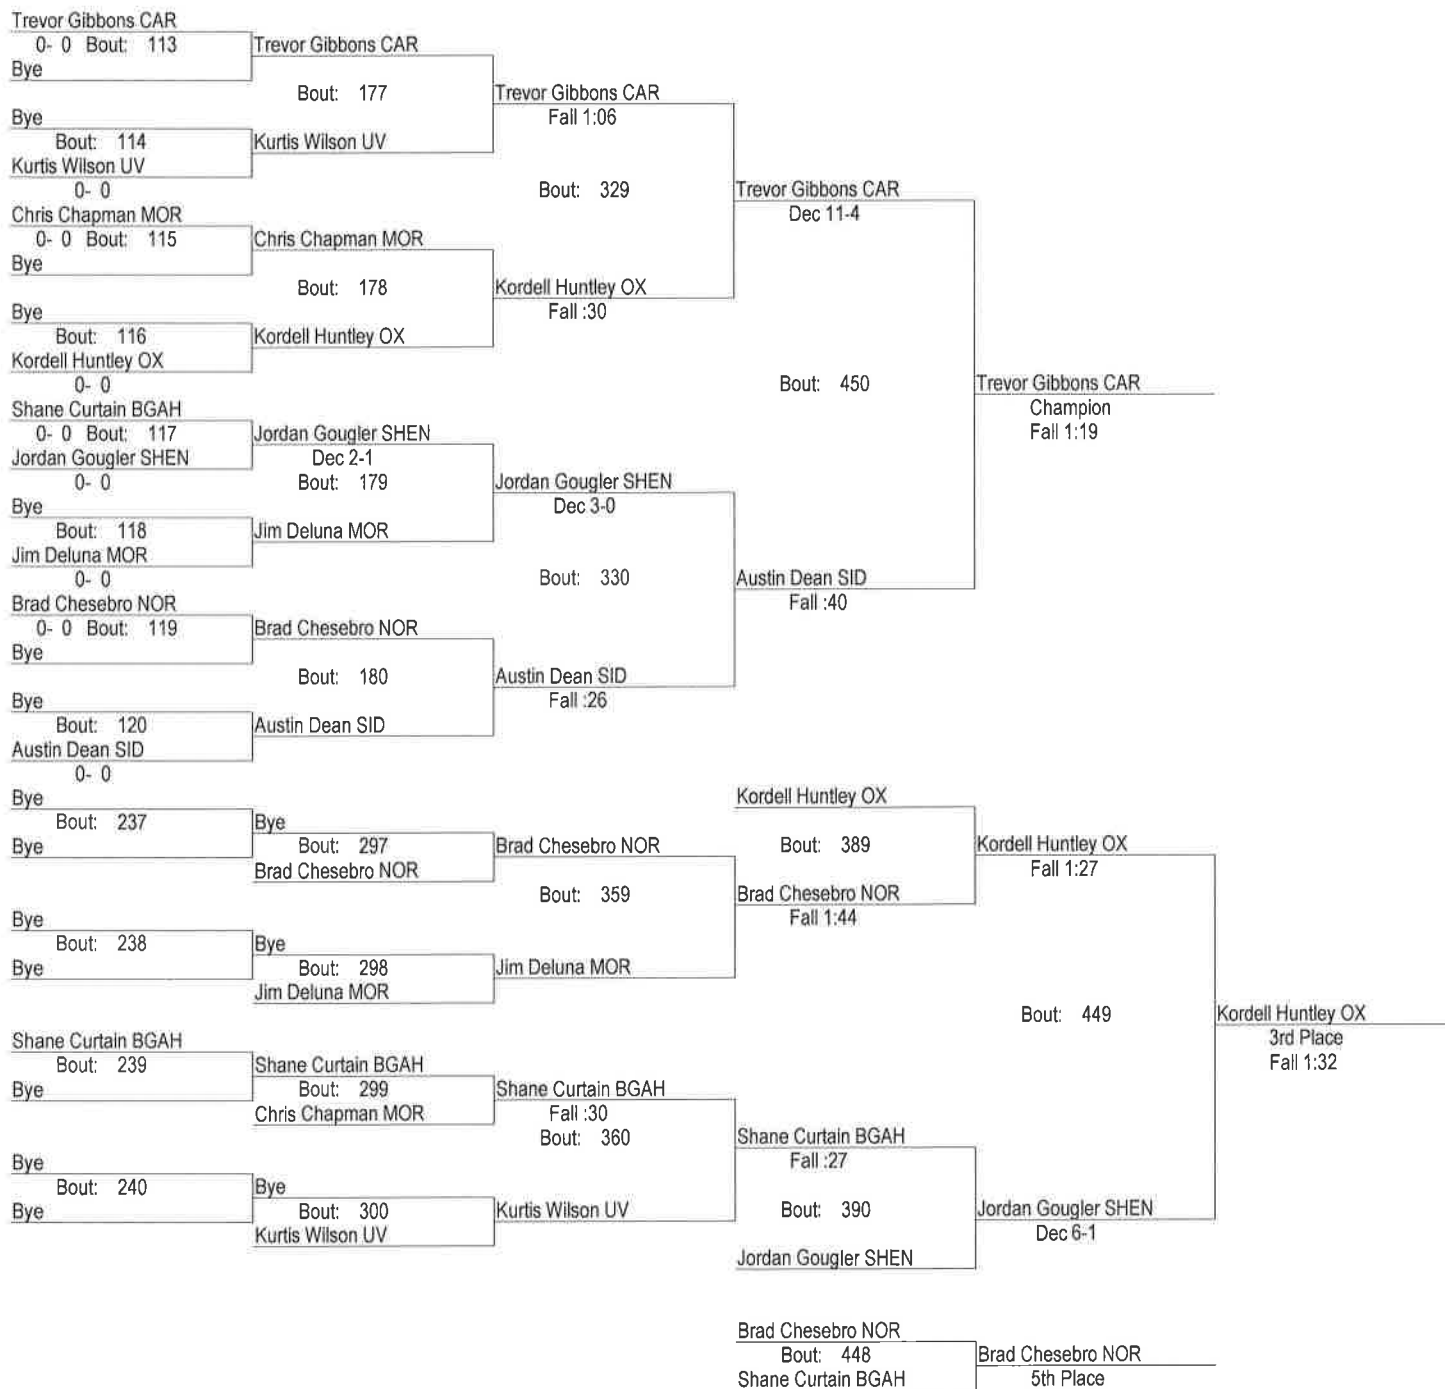 Trevor Gibbons CAR
0- 0 Bout: 113
Bye
Trevor Gibbons CAR
Bout: 177
Bye
Bout: 114
Kurtis Wilson UV
0- 0
Kurtis Wilson UV
Trevor Gibbons CAR
Fall 1:06
Bout: 329
Chris Chapman MOR
0- 0 Bout: 115
Bye
Chris Chapman MOR
Bout: 178
Bye
Bout: 116
Kordell Huntley OX
0- 0
Kordell Huntley OX
Kordell Huntley OX
Fall :30
Trevor Gibbons CAR
Dec 11-4
Bout: 450
Shane Curtain BGAH
0- 0 Bout: 117
Jordan Gougler SHEN
0- 0
Jordan Gougler SHEN
Dec 2-1
Bout: 179
Bye
Bout: 118
Jim Deluna MOR
0- 0
Jim Deluna MOR
Jordan Gougler SHEN
Dec 3-0
Bout: 330
Brad Chesebro NOR
0- 0 Bout: 119
Bye
Brad Chesebro NOR
Bout: 180
Bye
Bout: 120
Austin Dean SID
0- 0
Austin Dean SID
Austin Dean SID
Fall :26
Austin Dean SID
Fall :40
Trevor Gibbons CAR
Champion
Fall 1:19
Bye
Bout: 237
Bye
Bye
Bout: 297
Brad Chesebro NOR
Brad Chesebro NOR
Bout: 359
Bye
Bout: 238
Bye
Bye
Bout: 298
Jim Deluna MOR
Jim Deluna MOR
Kordell Huntley OX
Bout: 389
Brad Chesebro NOR
Fall 1:44
Kordell Huntley OX
Fall 1:27
Bout: 449
Shane Curtain BGAH
Bout: 239
Bye
Shane Curtain BGAH
Bout: 299
Chris Chapman MOR
Shane Curtain BGAH
Fall :30
Bout: 360
Bye
Bout: 240
Bye
Bye
Bout: 300
Kurtis Wilson UV
Kurtis Wilson UV
Shane Curtain BGAH
Fall :27
Bout: 390
Jordan Gougler SHEN
Jordan Gougler SHEN
Dec 6-1
Kordell Huntley OX
3rd Place
Fall 1:32
Brad Chesebro NOR
Bout: 448
Shane Curtain BGAH
Brad Chesebro NOR
5th Place